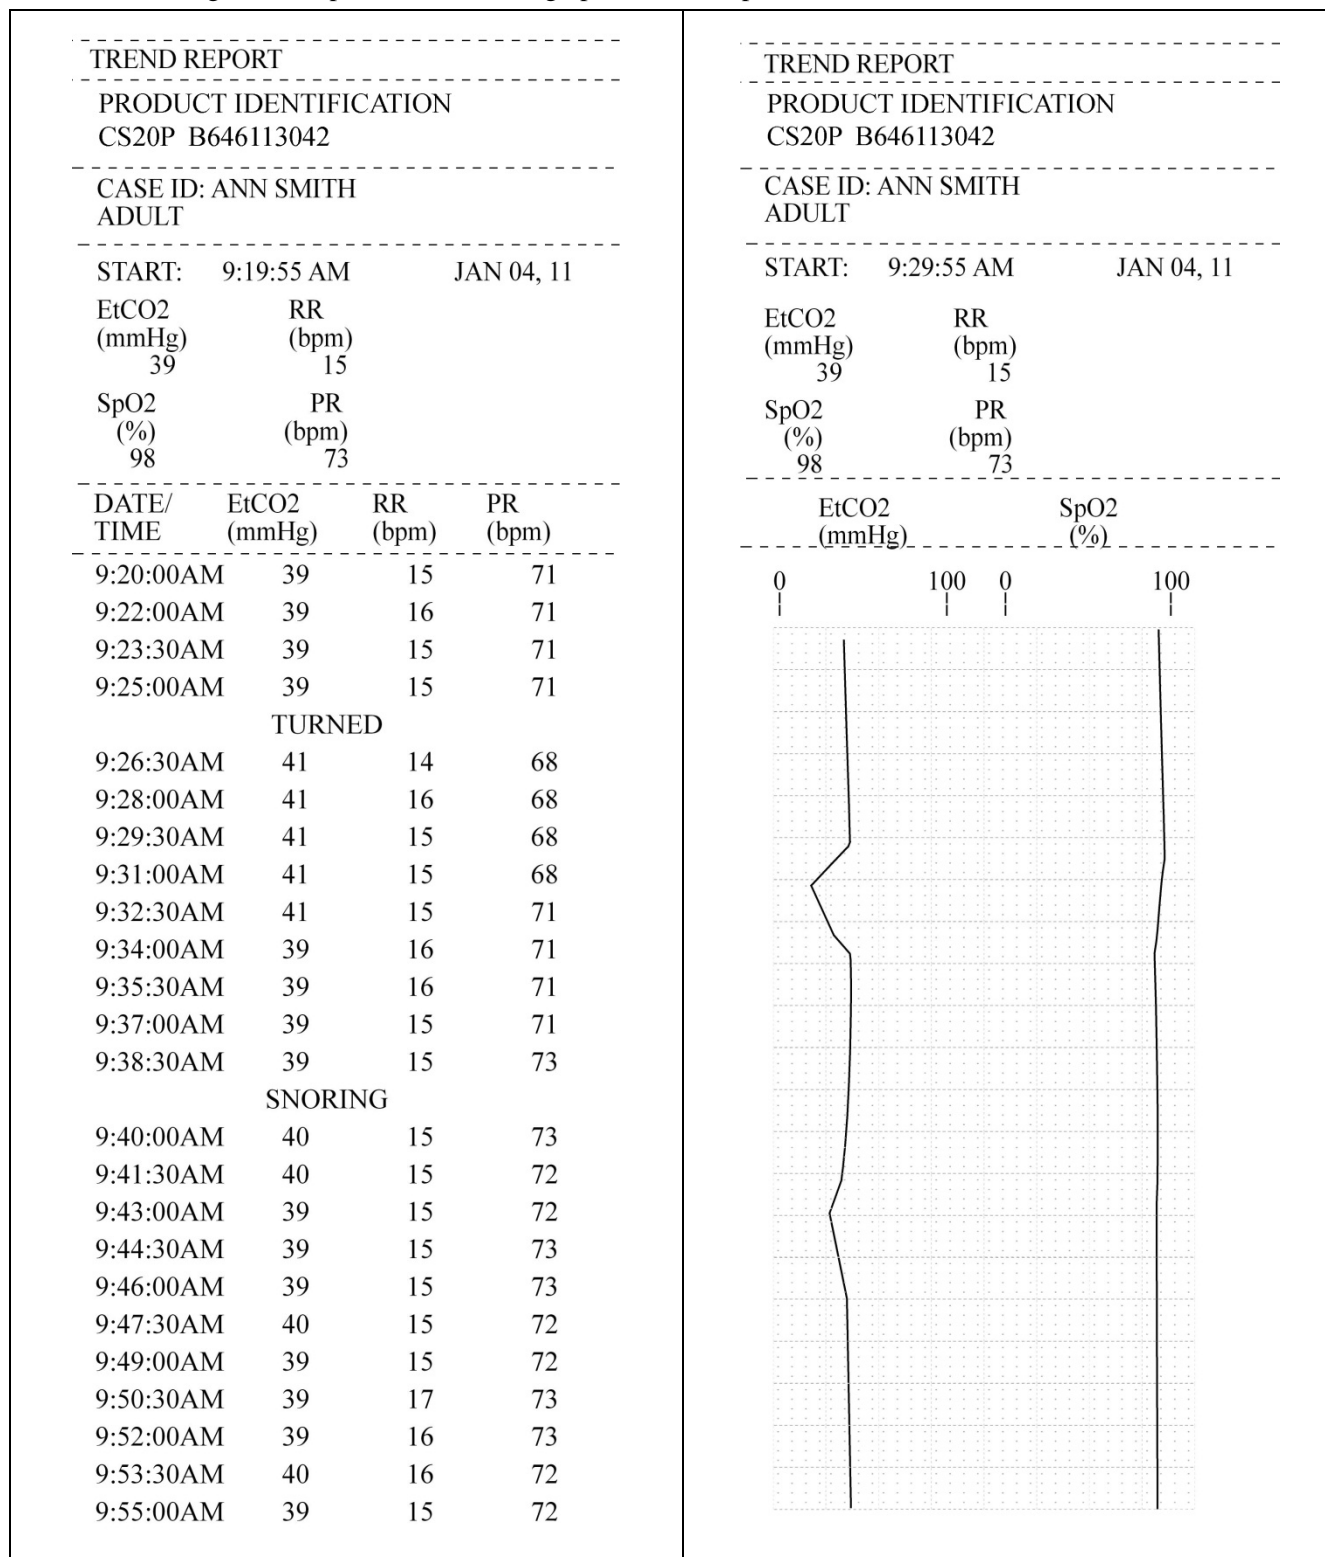 TREND REPORT
PRODUCT IDENTIFICATION
CS20P B646113042
CASE ID: ANN SMITH
ADULT
START: 9:19:55 AM JAN 04, 11
EtCO2 RR
(mmHg) (bpm)
39 15
SpO2 PR
(%) (bpm)
98 73
DATE/ EtCO2 RR PR
TIME (mmHg) (bpm) (bpm)
9:20:00AM 39 15 71
9:22:00AM 39 16 71
9:23:30AM 39 15 71
9:25:00AM 39 15 71
TURNED
9:26:30AM 41 14 68
9:28:00AM 41 16 68
9:29:30AM 41 15 68
9:31:00AM 41 15 68
9:32:30AM 41 15 71
9:34:00AM 39 16 71
9:35:30AM 39 16 71
9:37:00AM 39 15 71
9:38:30AM 39 15 73
SNORING
9:40:00AM 40 15 73
9:41:30AM 40 15 72
9:43:00AM 39 15 72
9:44:30AM 39 15 73
9:46:00AM 39 15 73
9:47:30AM 40 15 72
9:49:00AM 39 15 72
9:50:30AM 39 17 73
9:52:00AM 39 16 73
9:53:30AM 40 16 72
9:55:00AM 39 15 72
TREND REPORT
PRODUCT IDENTIFICATION
CS20P B646113042
CASE ID: ANN SMITH
ADULT
START: 9:29:55 AM JAN 04, 11
EtCO2 RR
(mmHg) (bpm)
39 15
SpO2 PR
(%) (bpm)
98 73
EtCO2 SpO2
(mmHg) (%)
0 100 0 100